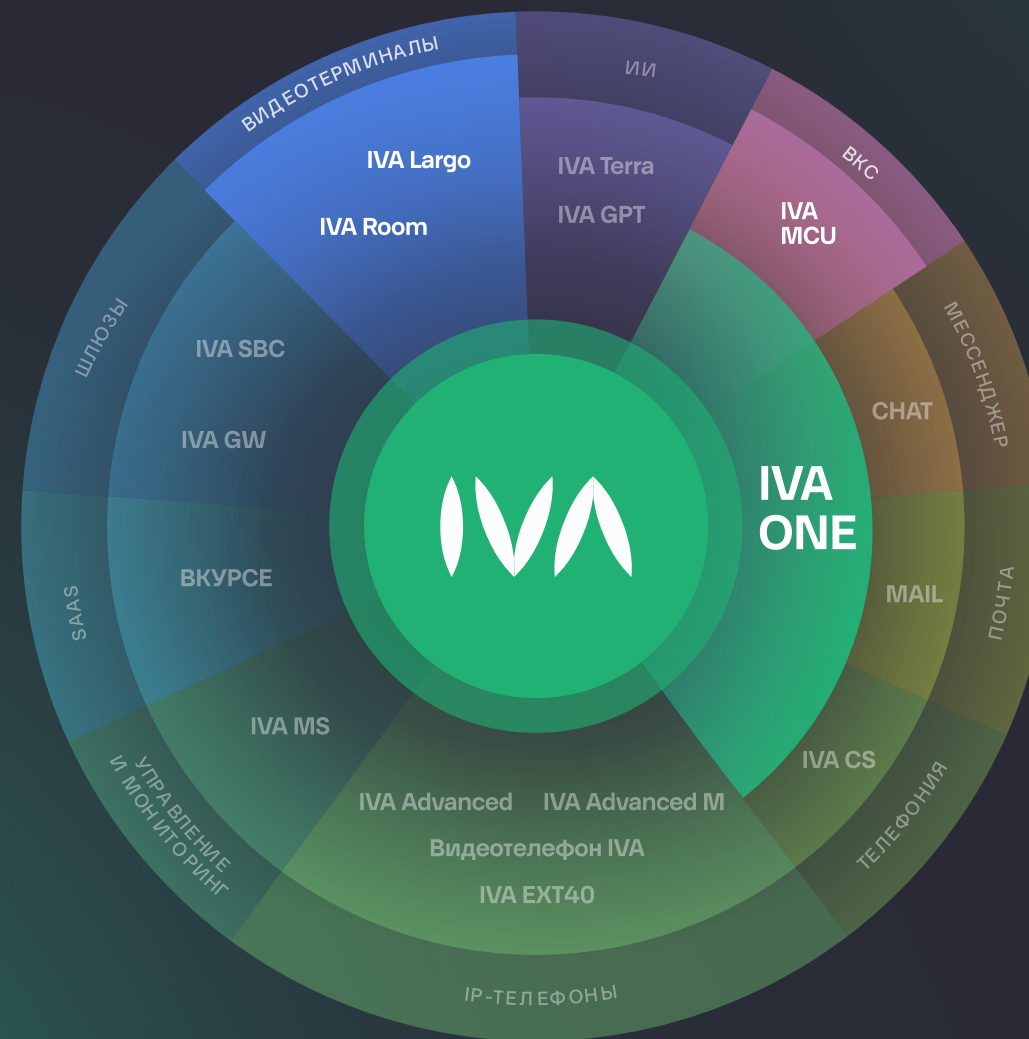 ВИДЕОТЕРМИНАЛЫ
IVA Largo
IVA Room
ИИ
IVA Terra
IVA GPT
ВКС
IVA
MCU
МЕССЕНДЖЕР
CHAT
ПОЧТА
MAIL
ТЕЛЕФОНИЯ
IVA CS
IVA
ONE
IVA
IP-ТЕЛЕФОНЫ
IVA Advanced
IVA Advanced M
Видеотелефон IVA
IVA EXT40
УПРАВЛЕНИЕ
И МОНИТОРИНГ
IVA MS
SAAS
ВКУРСЕ
ШЛЮЗЫ
IVA SBC
IVA GW